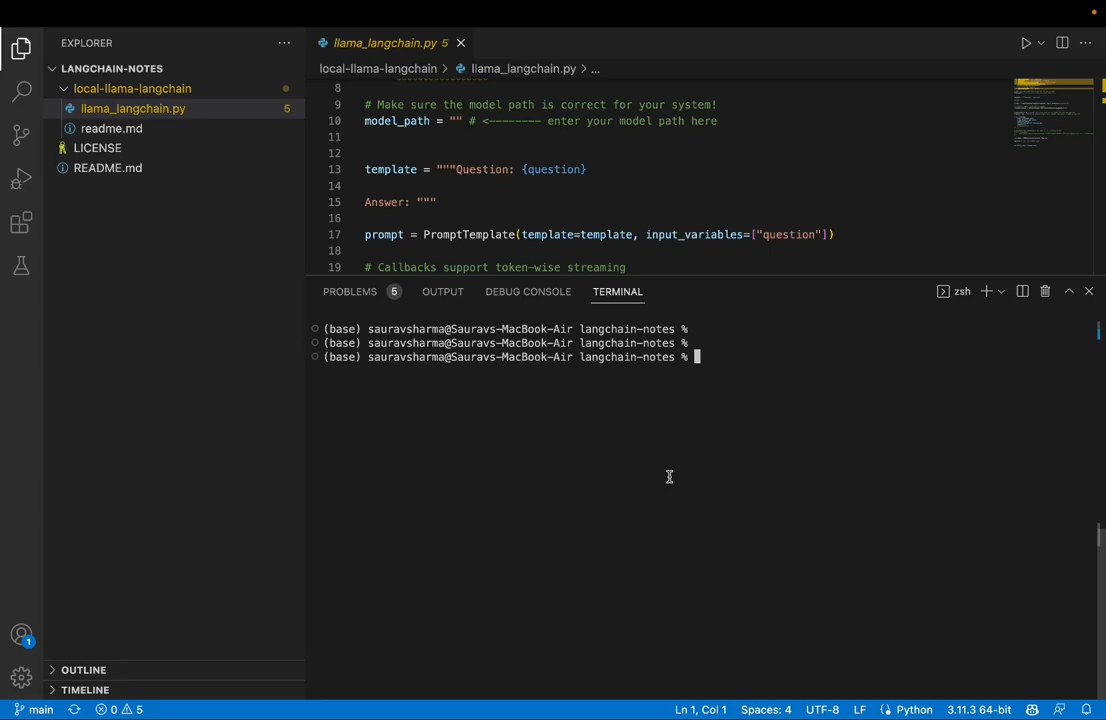 EXPLORER
LANGCHAIN-NOTES
local-llama-langchain
llama_langchain.py 5
readme.md
LICENSE
README.md
OUTLINE
TIMELINE
llama_langchain.py 5
local-llama-langchain > llama_langchain.py > ...
8
9 # Make sure the model path is correct for your system!
10 model_path = "" # <-------- enter your model path here
11
12
13 template = """Question: {question}
14
15 Answer: """
16
17 prompt = PromptTemplate(template=template, input_variables=["question"])
18
19 # Callbacks support token-wise streaming
PROBLEMS 5 OUTPUT DEBUG CONSOLE TERMINAL zsh
(base) sauravsharma@Sauravs-MacBook-Air langchain-notes %
(base) sauravsharma@Sauravs-MacBook-Air langchain-notes %
(base) sauravsharma@Sauravs-MacBook-Air langchain-notes %
1
main 0 5 Ln 1, Col 1 Spaces: 4 UTF-8 LF Python 3.11.3 64-bit